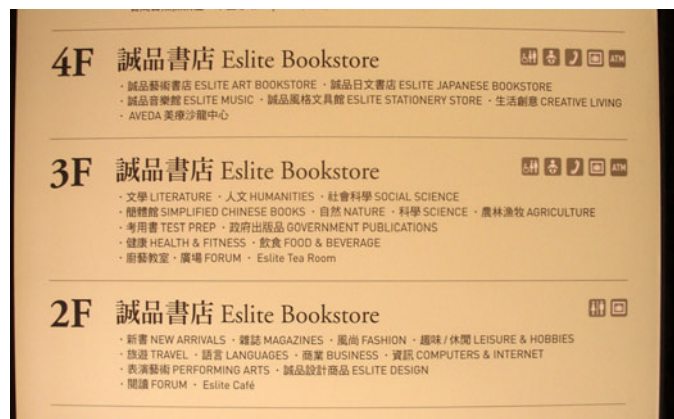 4F 誠品書店 Eslite Bookstore
ATM
· 誠品藝術書店 ESLITE ART BOOKSTORE · 誠品日文書店 ESLITE JAPANESE BOOKSTORE
· 誠品音樂館 ESLITE MUSIC · 誠品風格文具館 ESLITE STATIONERY STORE · 生活創意 CREATIVE LIVING
· AVEDA 美療沙龍中心
3F 誠品書店 Eslite Bookstore
ATM
· 文學 LITERATURE · 人文 HUMANITIES · 社會科學 SOCIAL SCIENCE
· 簡體館 SIMPLIFIED CHINESE BOOKS · 自然 NATURE · 科學 SCIENCE · 農林漁牧 AGRICULTURE
· 考用書 TEST PREP · 政府出版品 GOVERNMENT PUBLICATIONS
· 健康 HEALTH & FITNESS · 飲食 FOOD & BEVERAGE
· 廚藝教室 · 廣場 FORUM · Eslite Tea Room
2F 誠品書店 Eslite Bookstore
· 新書 NEW ARRIVALS · 雜誌 MAGAZINES · 風尚 FASHION · 趣味 / 休閒 LEISURE & HOBBIES
· 旅遊 TRAVEL · 語言 LANGUAGES · 商業 BUSINESS · 資訊 COMPUTERS & INTERNET
· 表演藝術 PERFORMING ARTS · 誠品設計商品 ESLITE DESIGN
· 閱讀 FORUM · Eslite Café